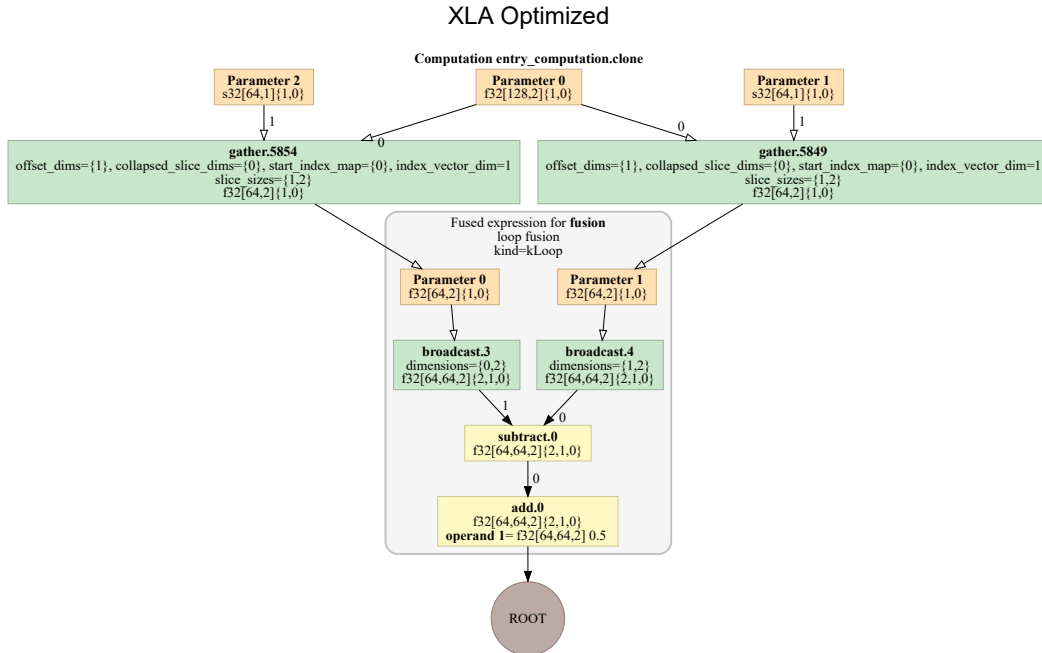 XLA Optimized
Computation entry_computation.clone
Parameter 2
s32[64,1]{1,0}
Parameter 0
f32[128,2]{1,0}
Parameter 1
s32[64,1]{1,0}
1
0
0
1
gather.5854
offset_dims={1}, collapsed_slice_dims={0}, start_index_map={0}, index_vector_dim=1
slice_sizes={1,2}
f32[64,2]{1,0}
gather.5849
offset_dims={1}, collapsed_slice_dims={0}, start_index_map={0}, index_vector_dim=1
slice_sizes={1,2}
f32[64,2]{1,0}
Fused expression for fusion
loop fusion
kind=kLoop
Parameter 0
f32[64,2]{1,0}
Parameter 1
f32[64,2]{1,0}
broadcast.3
dimensions={0,2}
f32[64,64,2]{2,1,0}
broadcast.4
dimensions={1,2}
f32[64,64,2]{2,1,0}
1
0
subtract.0
f32[64,64,2]{2,1,0}
0
add.0
f32[64,64,2]{2,1,0}
operand 1= f32[64,64,2] 0.5
ROOT